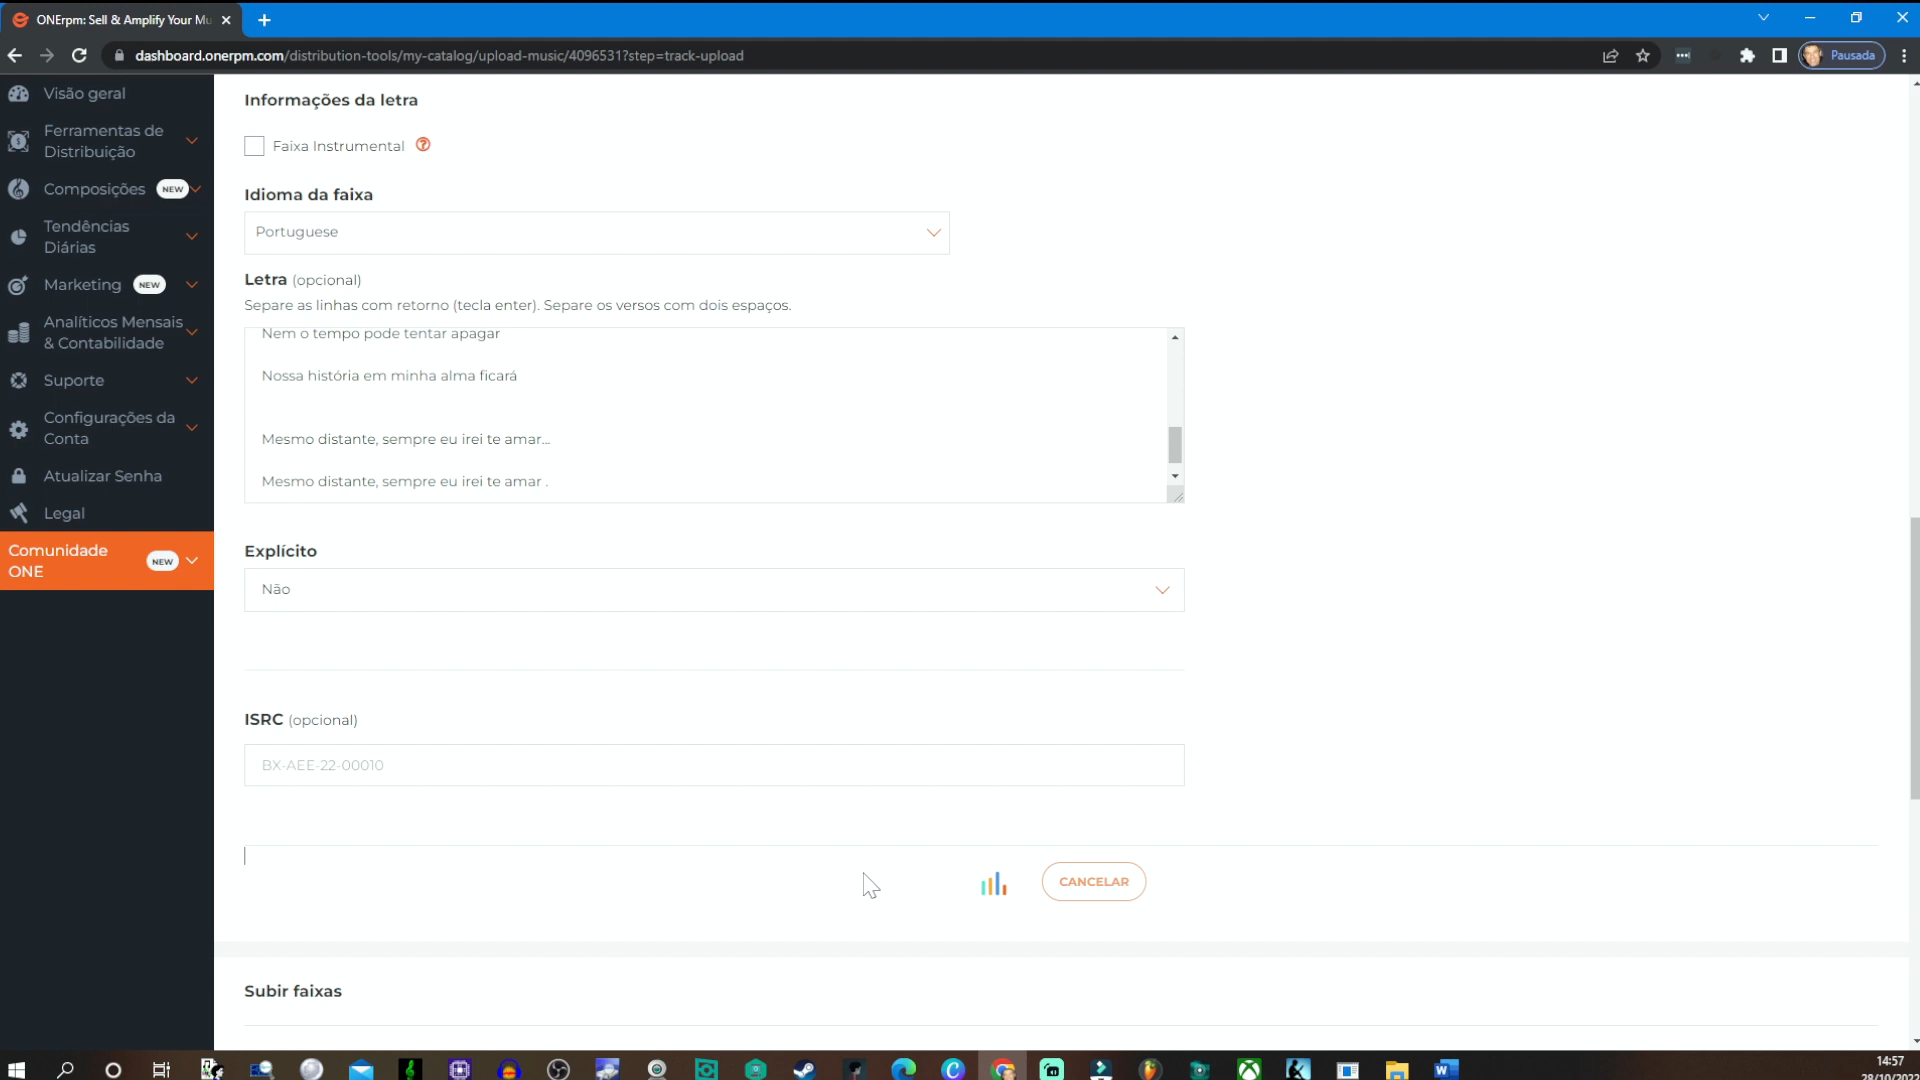 ONErpm: Sell & Amplify Your Mu
dashboard.onerpm.com/distribution-tools/my-catalog/upload-music/4096531?step=track-upload
Pausada
Visão geral
Ferramentas de
Distribuição
Composições NEW
Tendências
Diárias
Marketing NEW
Analíticos Mensais
& Contabilidade
Suporte
Configurações da
Conta
Atualizar Senha
Legal
Comunidade
ONE
NEW
Informações da letra
Faixa Instrumental ?
Idioma da faixa
Portuguese
Letra (opcional)
Separe as linhas com retorno (tecla enter). Separe os versos com dois espaços.
Nem o tempo pode tentar apagar
Nossa história em minha alma ficará
Mesmo distante, sempre eu irei te amar...
Mesmo distante, sempre eu irei te amar .
Explícito
Não
ISRC (opcional)
BX-AEE-22-00010
CANCELAR
Subir faixas
14:57
28/10/2022